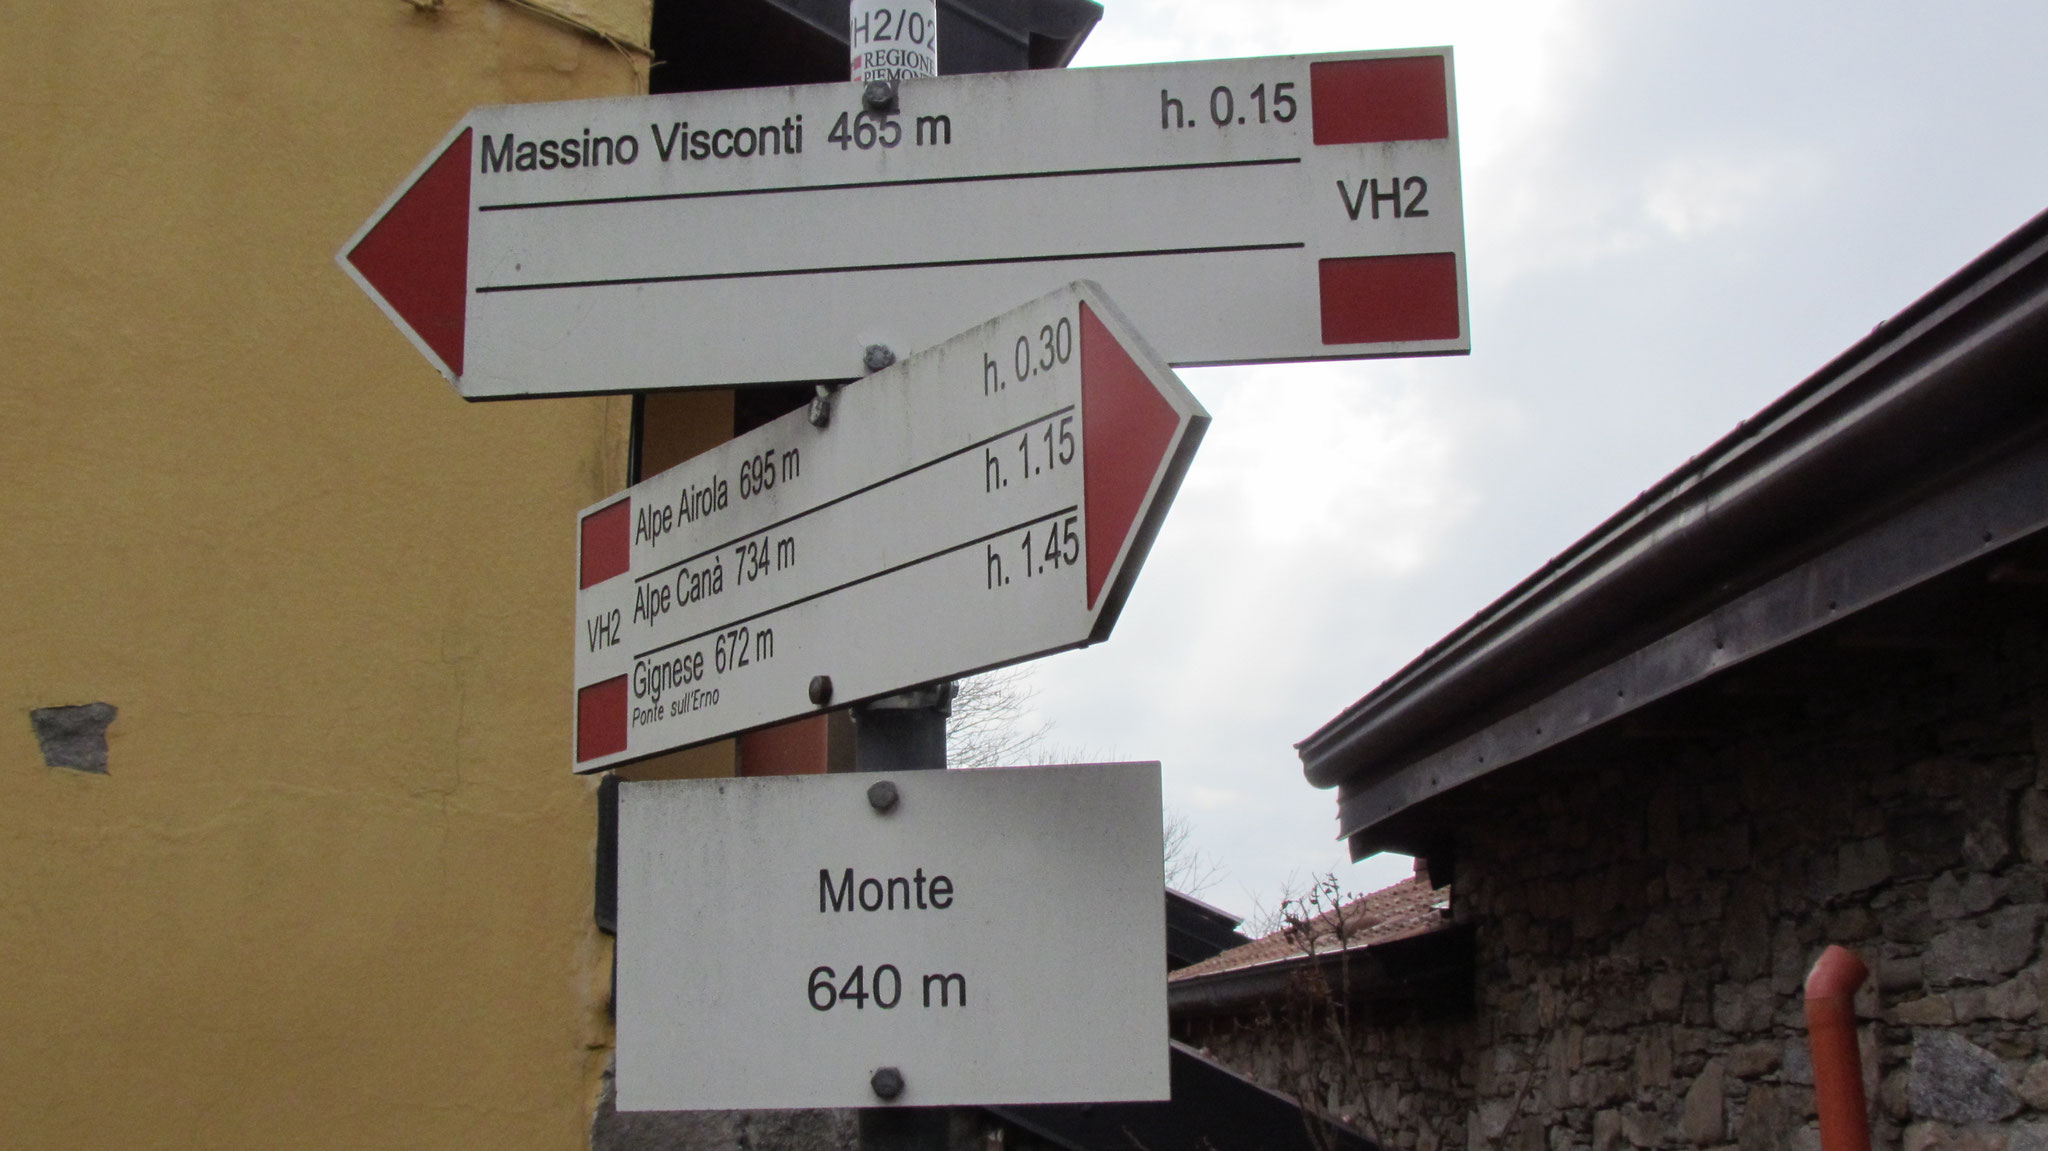 H2/02
REGIONE
PIEMON
Massino Visconti 465 m h. 0.15
VH2
Alpe Airola 695 m h. 0.30
Alpe Canà 734 m h. 1.15
VH2
Gignese 672 m h. 1.45
Ponte sull'Erno
Monte
640 m